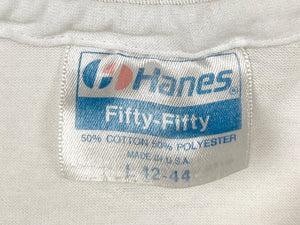 Hanes®
Fifty-Fifty
50% COTTON 50% POLYESTER
MADE IN U.S.A.
L 42-44